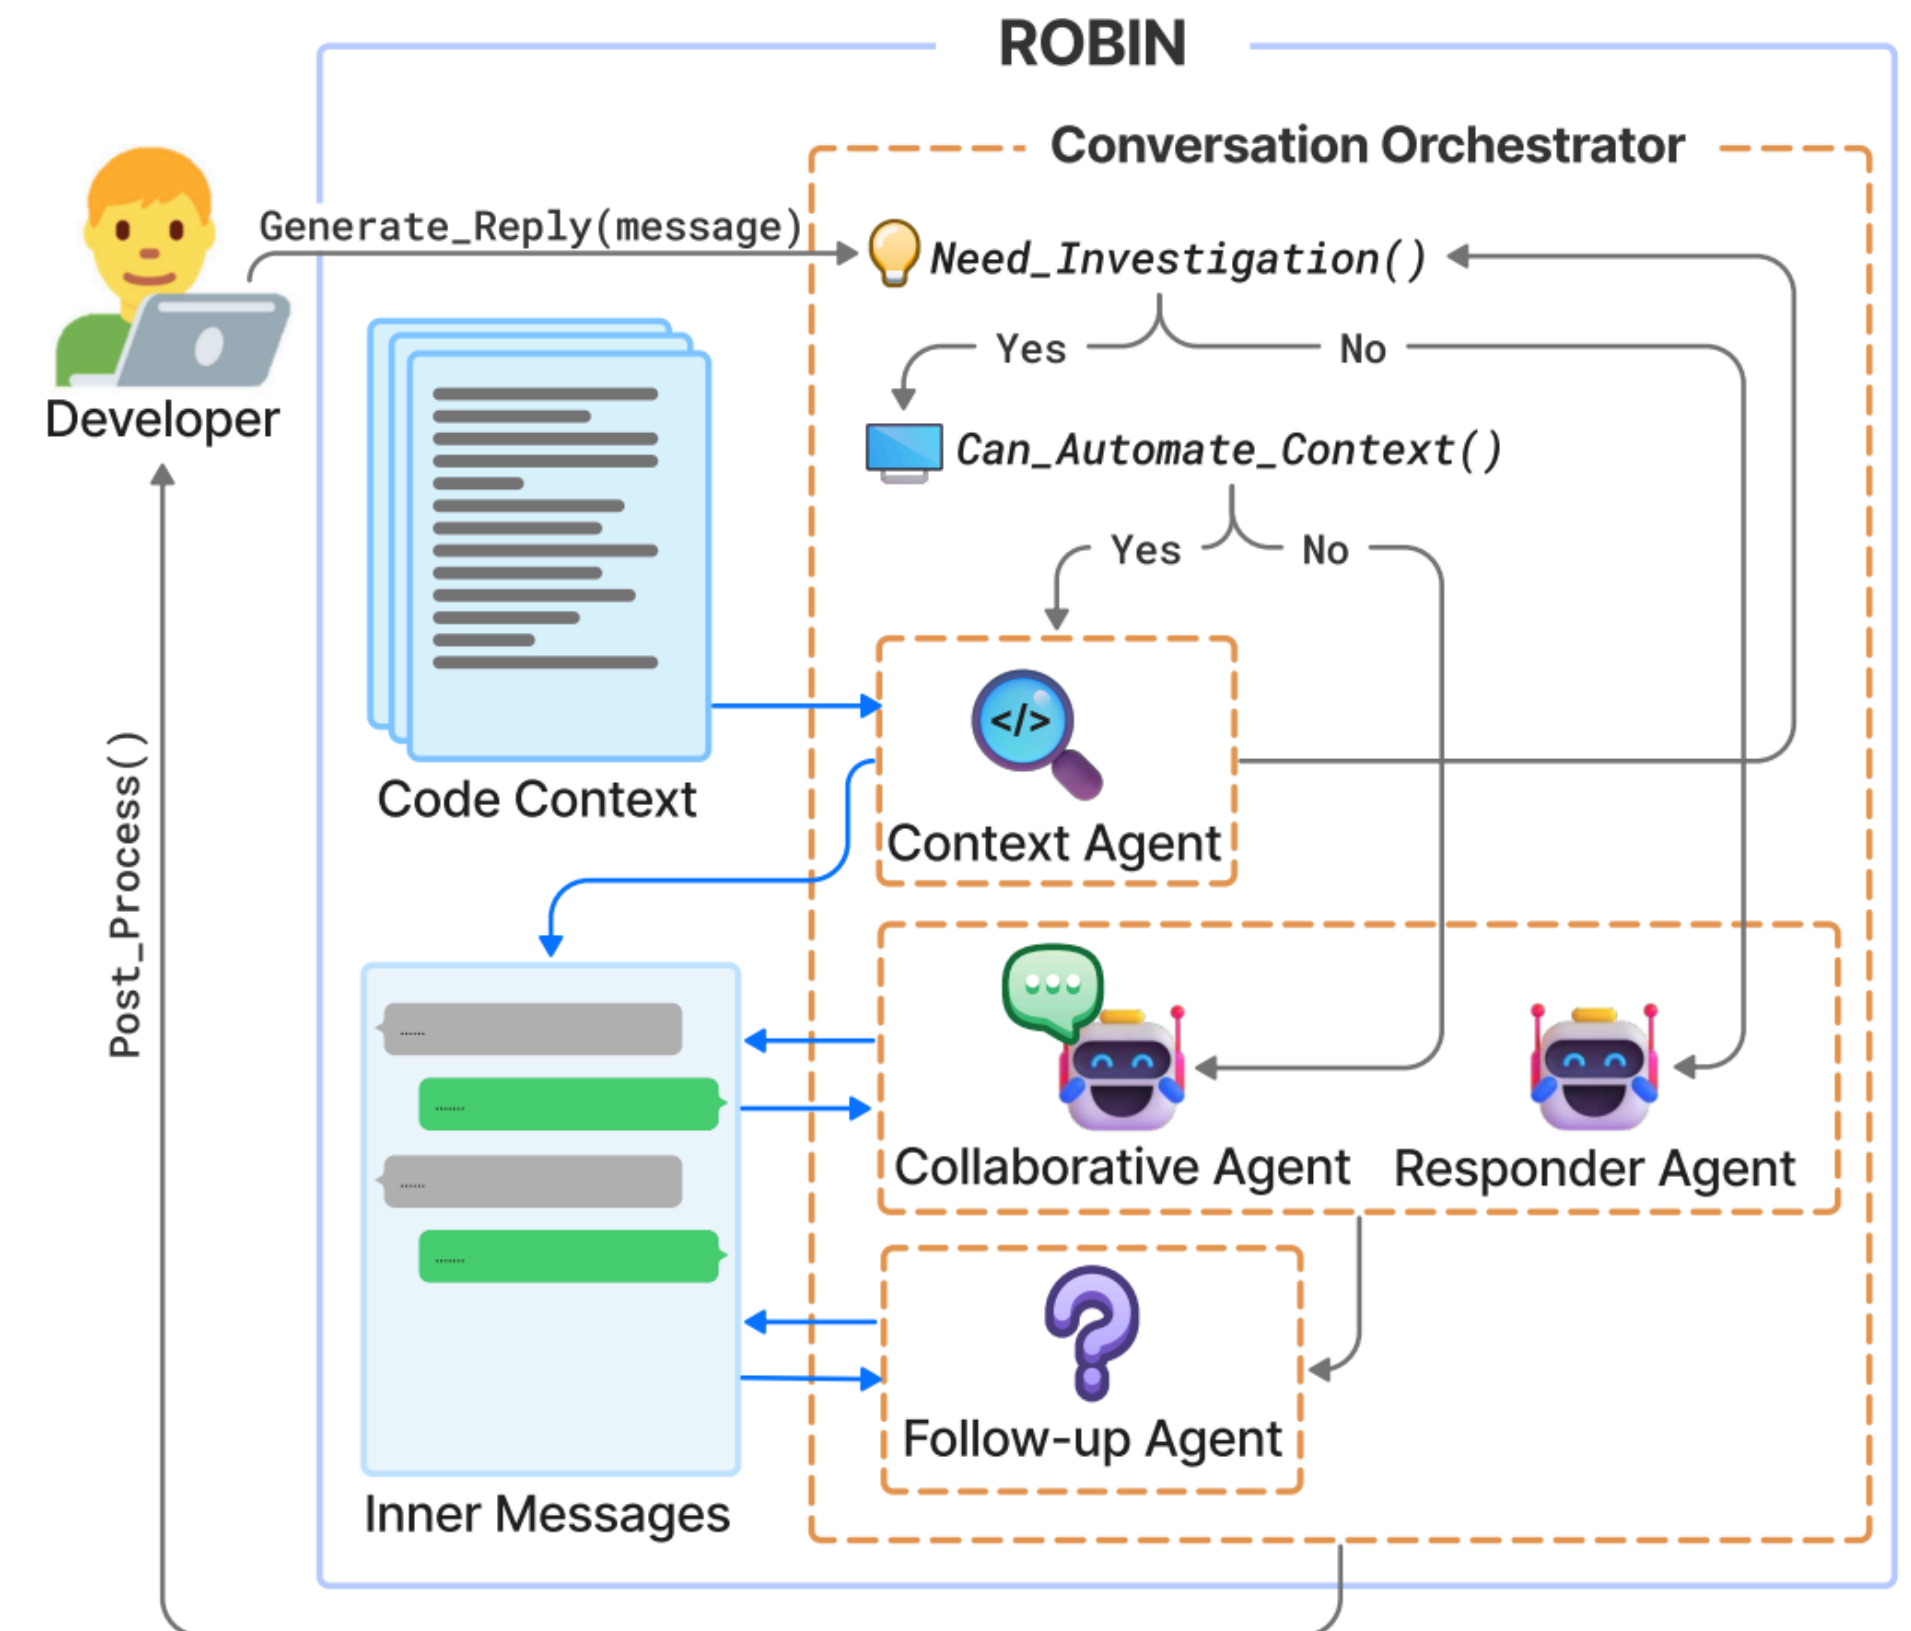 ROBIN
Conversation Orchestrator
Generate_Reply(message)
Need_Investigation()
Yes
No
Developer
Can_Automate_Context()
Yes
No
</>
Code Context
Context Agent
Post_Process()
......
.......
......
.......
Collaborative Agent
Responder Agent
Follow-up Agent
Inner Messages